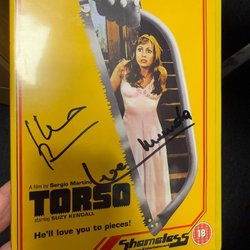 A film by Sergio Martino
TORSO
starring SUZY KENDALL
He'll love you to pieces!
Shameless
18